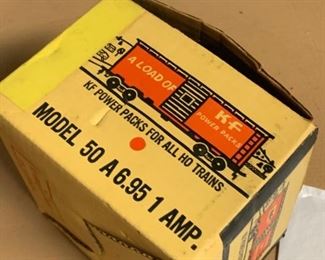 A LOAD OF
KF
POWER PACKS
KF POWER PACKS FOR ALL HO TRAINS
MODEL 50 A 6.95 1 AMP.